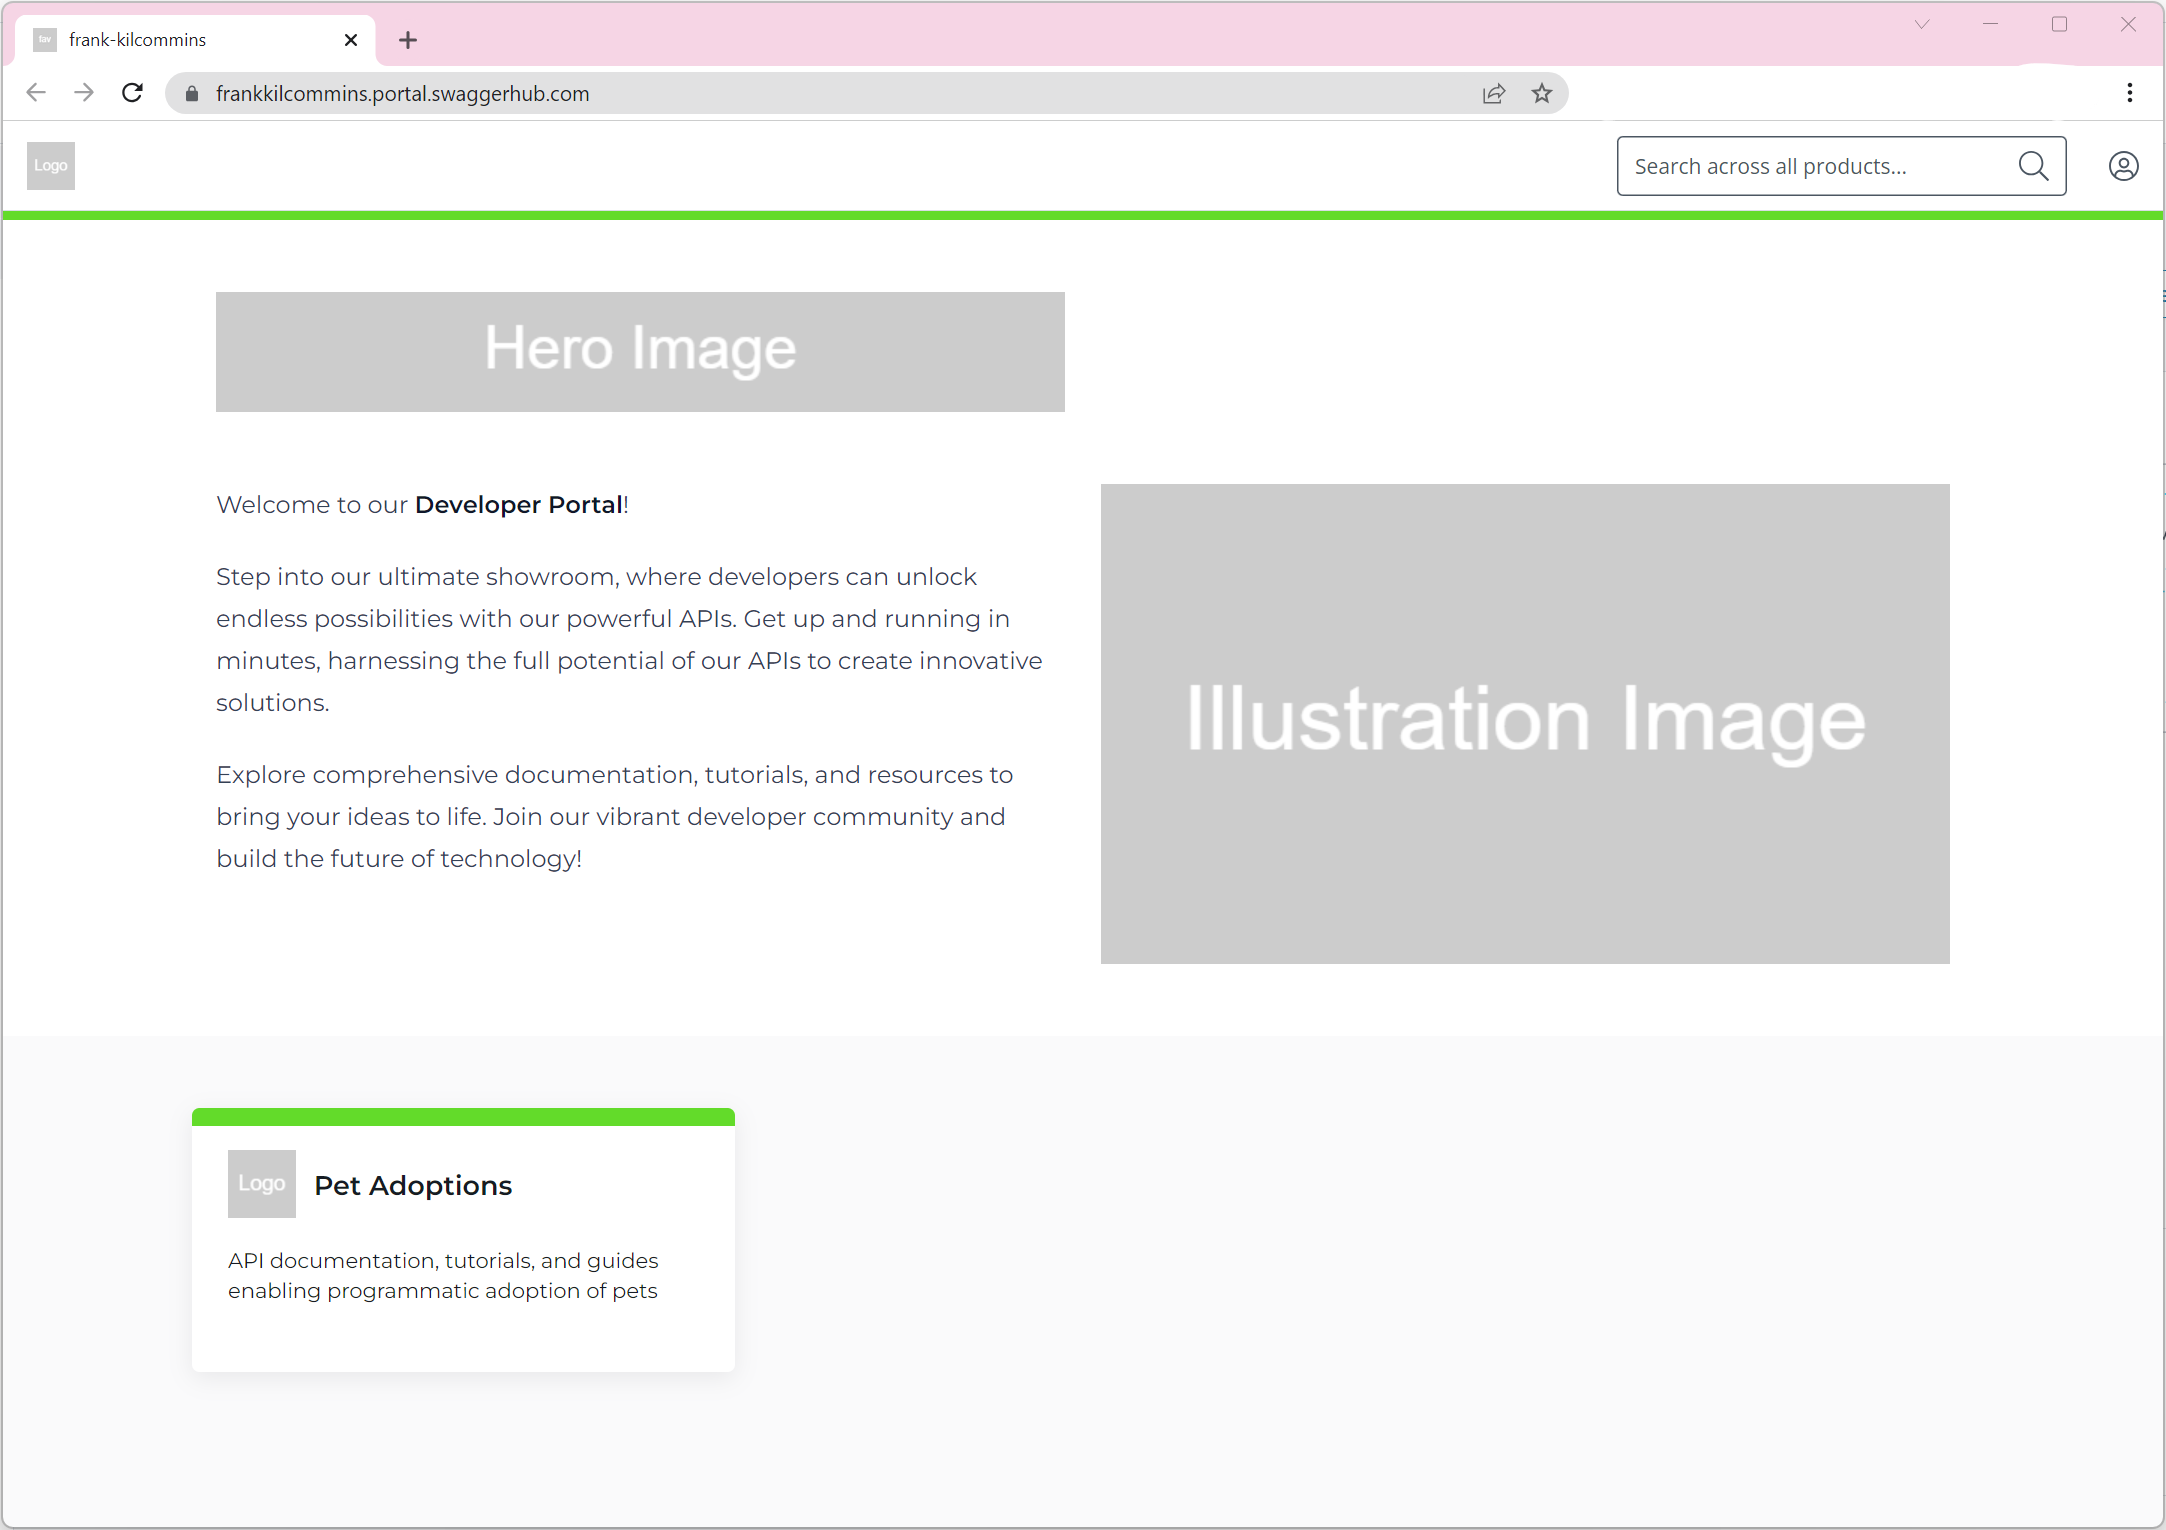 fav
frank-kilcommins
frankkilcommins.portal.swaggerhub.com
Logo
Search across all products...
Hero Image
Welcome to our Developer Portal!
Step into our ultimate showroom, where developers can unlock
endless possibilities with our powerful APIs. Get up and running in
minutes, harnessing the full potential of our APIs to create innovative
solutions.
Explore comprehensive documentation, tutorials, and resources to
bring your ideas to life. Join our vibrant developer community and
build the future of technology!
Illustration Image
Logo
Pet Adoptions
API documentation, tutorials, and guides
enabling programmatic adoption of pets